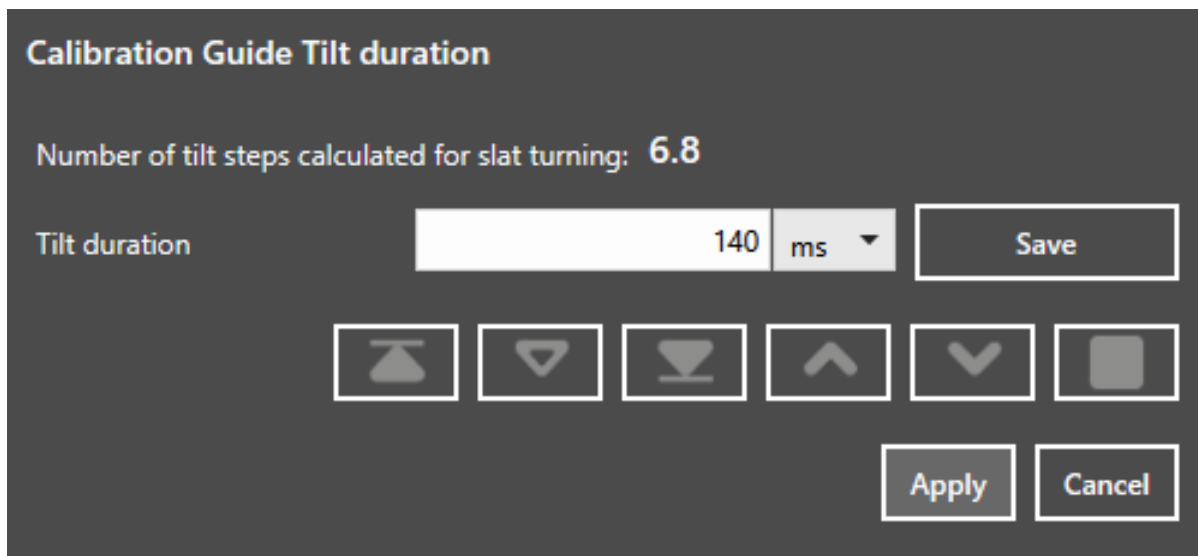 Calibration Guide Tilt duration
Number of tilt steps calculated for slat turning: 6.8
Tilt duration 140 ms Save
Apply Cancel